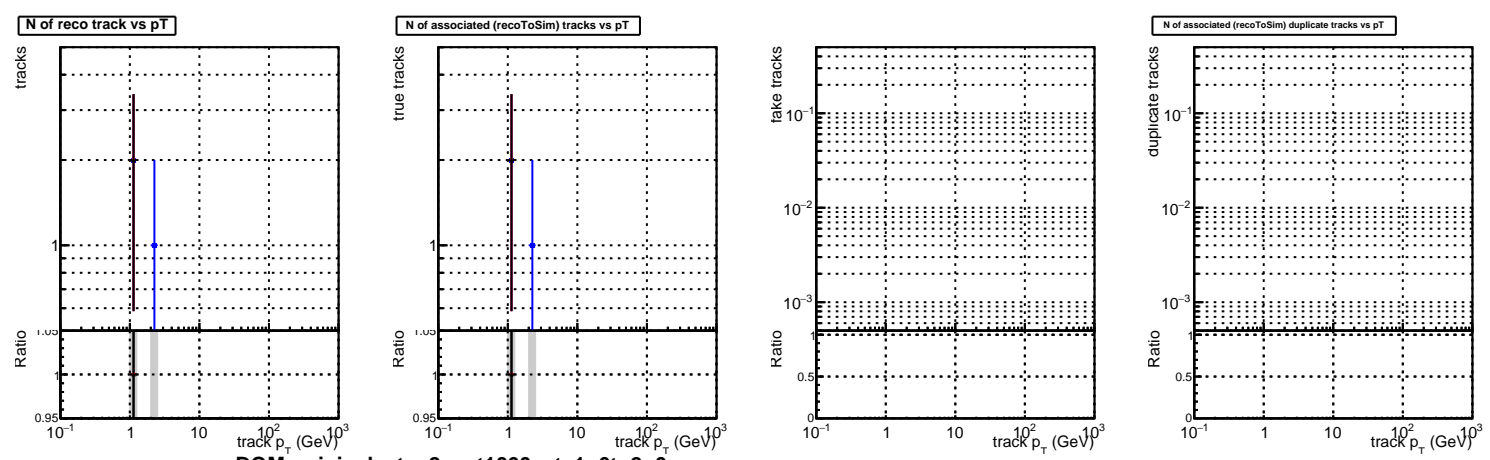 N of reco track vs pT
N of associated (recoToSim) tracks vs pT
N of associated (recoToSim) duplicate tracks vs pT
tracks
1
Ratio
1.05
1
0.95
10⁻¹ 1 10 10² 10³
track p_T (GeV)
true tracks
1
Ratio
1.05
1
0.95
10⁻¹ 1 10 10² 10³
track p_T (GeV)
fake tracks
10⁻¹
10⁻²
10⁻³
Ratio
1
0.5
0
10⁻¹ 1 10 10² 10³
track p_T (GeV)
duplicate tracks
10⁻¹
10⁻²
10⁻³
Ratio
1
0.5
0
10⁻¹ 1 10 10² 10³
track p_T (GeV)